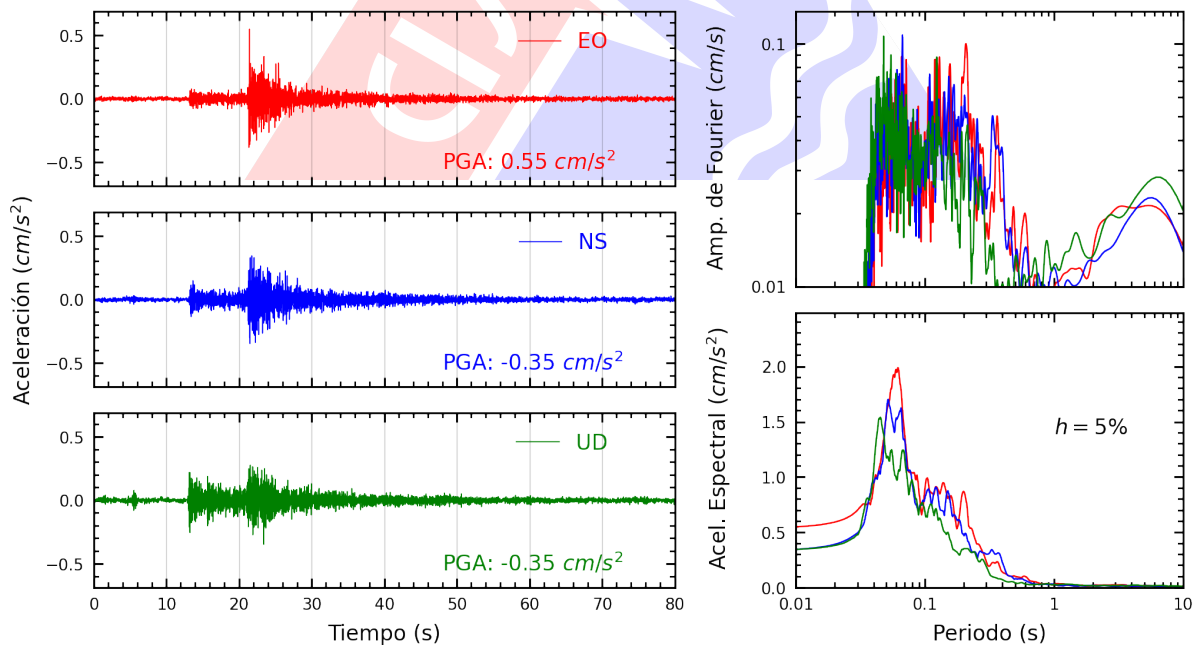 Aceleración (cm/s²)
0.5
0.0
−0.5
EO
PGA: 0.55 cm/s²
0.5
0.0
−0.5
NS
PGA: -0.35 cm/s²
0.5
0.0
−0.5
UD
PGA: -0.35 cm/s²
0 10 20 30 40 50 60 70 80
Tiempo (s)
Amp. de Fourier (cm/s)
0.1
0.01
Acel. Espectral (cm/s²)
2.0
1.5
1.0
0.5
0.0
h = 5%
0.01 0.1 1 10
Periodo (s)